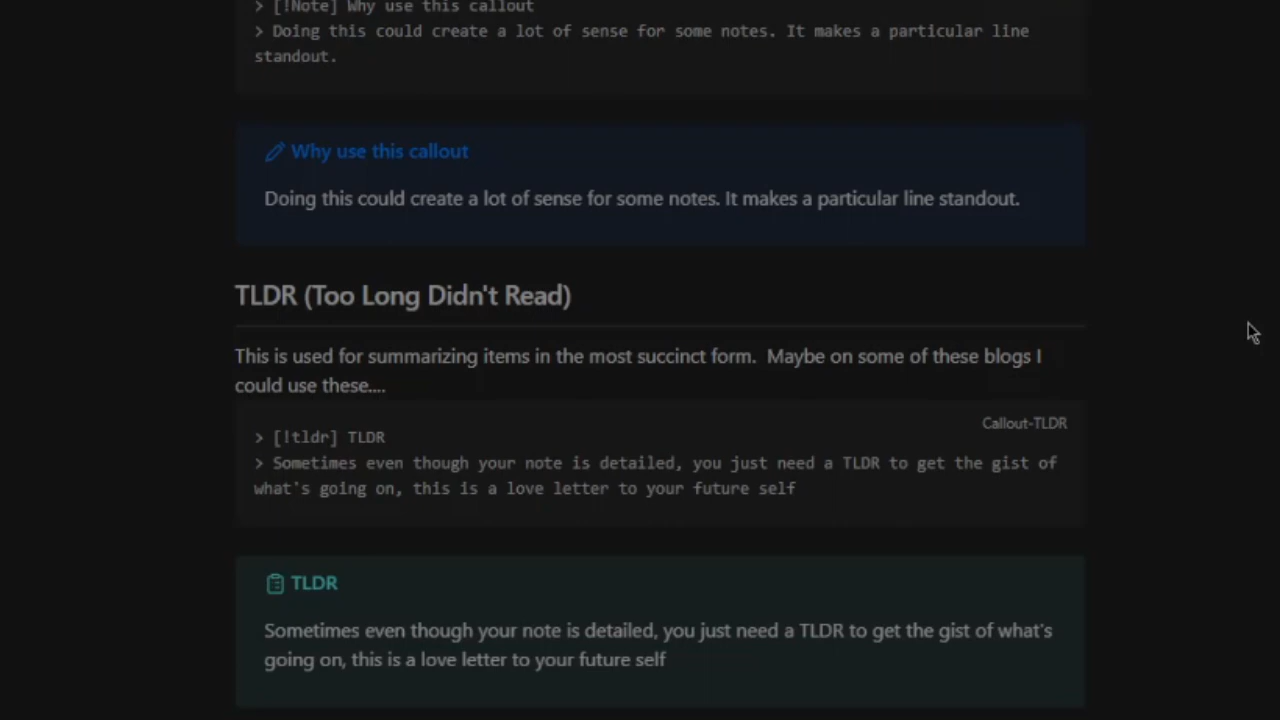 > [!Note] Why use this callout
> Doing this could create a lot of sense for some notes. It makes a particular line
standout.
Why use this callout
Doing this could create a lot of sense for some notes. It makes a particular line standout.
TLDR (Too Long Didn't Read)
This is used for summarizing items in the most succinct form.  Maybe on some of these blogs I
could use these....
Callout-TLDR
> [!tldr] TLDR
> Sometimes even though your note is detailed, you just need a TLDR to get the gist of
what's going on, this is a love letter to your future self
TLDR
Sometimes even though your note is detailed, you just need a TLDR to get the gist of what's
going on, this is a love letter to your future self